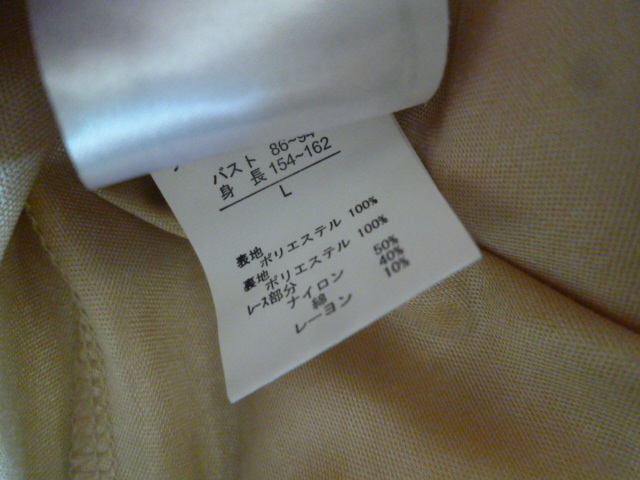 バスト 86~94
身 長 154~162
L
表地
ポリエステル 100%
裏地
ポリエステル 100%
ﾚｰｽ部分
ナイロン 50%
綿 40%
レーヨン 10%